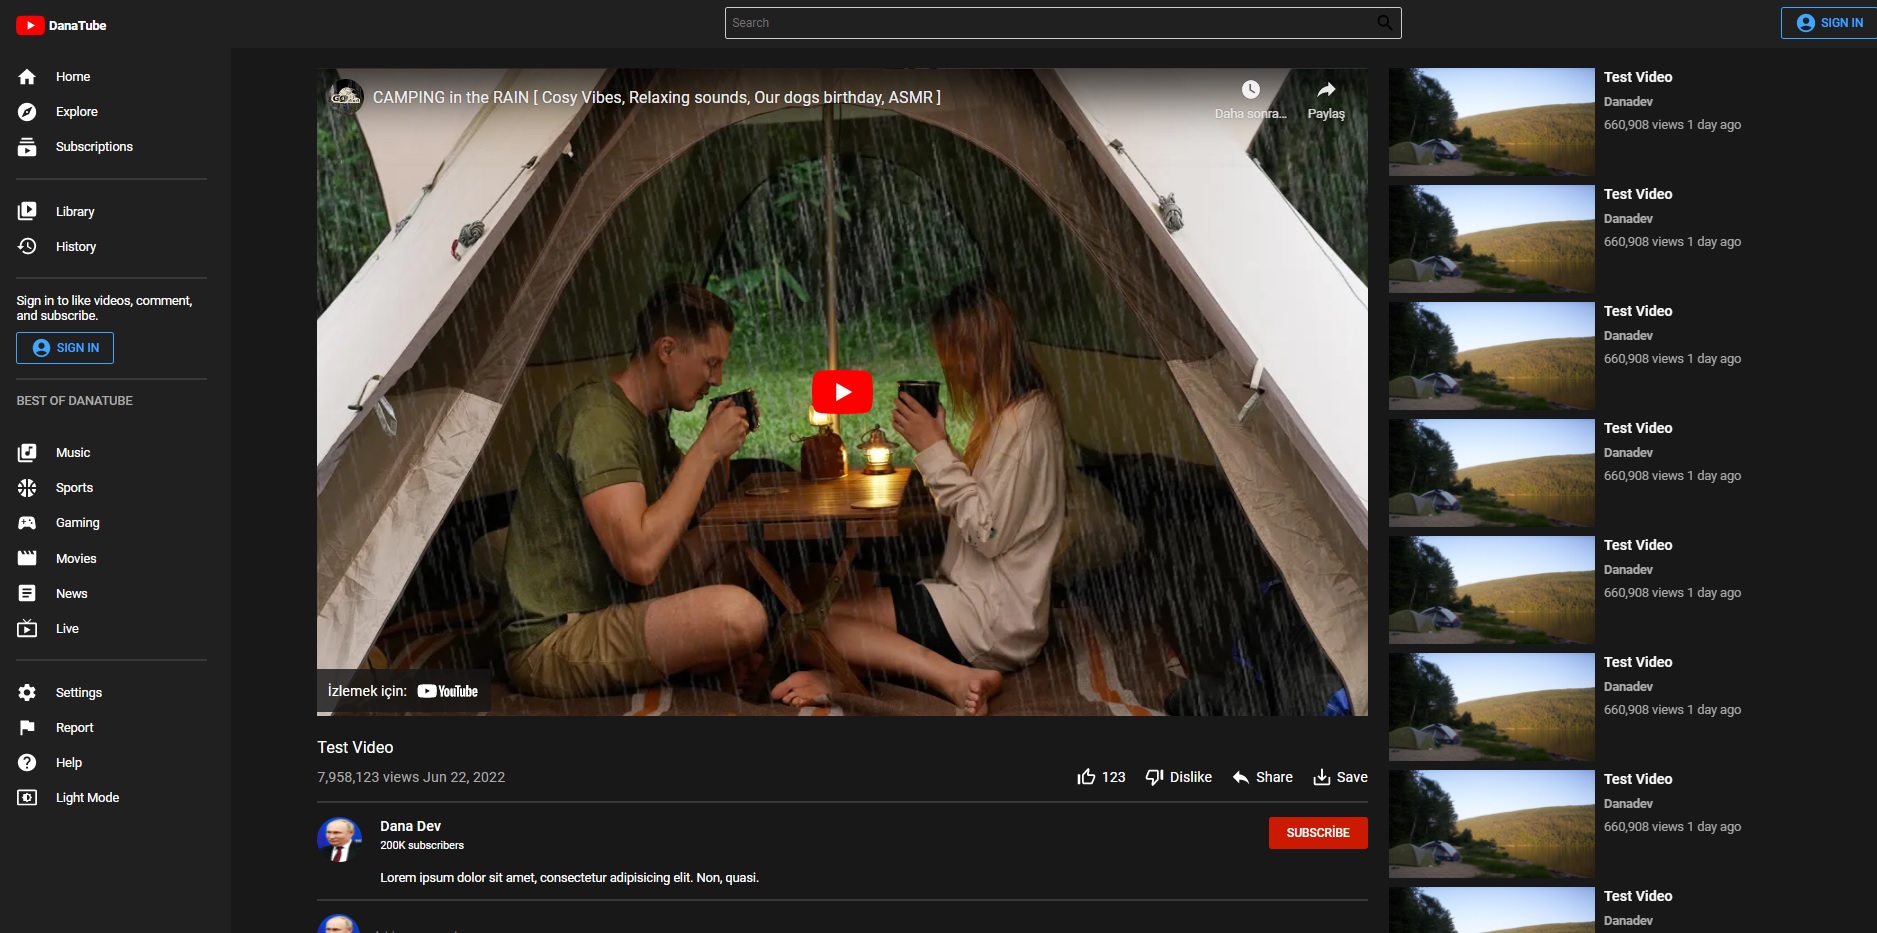 DanaTube
Search
SIGN IN
Home
Explore
Subscriptions
Library
History
Sign in to like videos, comment,
and subscribe.
SIGN IN
BEST OF DANATUBE
Music
Sports
Gaming
Movies
News
Live
Settings
Report
Help
Light Mode
CAMPING in the RAIN [ Cosy Vibes, Relaxing sounds, Our dogs birthday, ASMR ]
Daha sonra...
Paylaş
İzlemek için: YouTube
Test Video
7,958,123 views Jun 22, 2022
123
Dislike
Share
Save
Dana Dev
200K subscribers
SUBSCRİBE
Lorem ipsum dolor sit amet, consectetur adipisicing elit. Non, quasi.
Test Video
Danadev
660,908 views 1 day ago
Test Video
Danadev
660,908 views 1 day ago
Test Video
Danadev
660,908 views 1 day ago
Test Video
Danadev
660,908 views 1 day ago
Test Video
Danadev
660,908 views 1 day ago
Test Video
Danadev
660,908 views 1 day ago
Test Video
Danadev
660,908 views 1 day ago
Test Video
Danadev